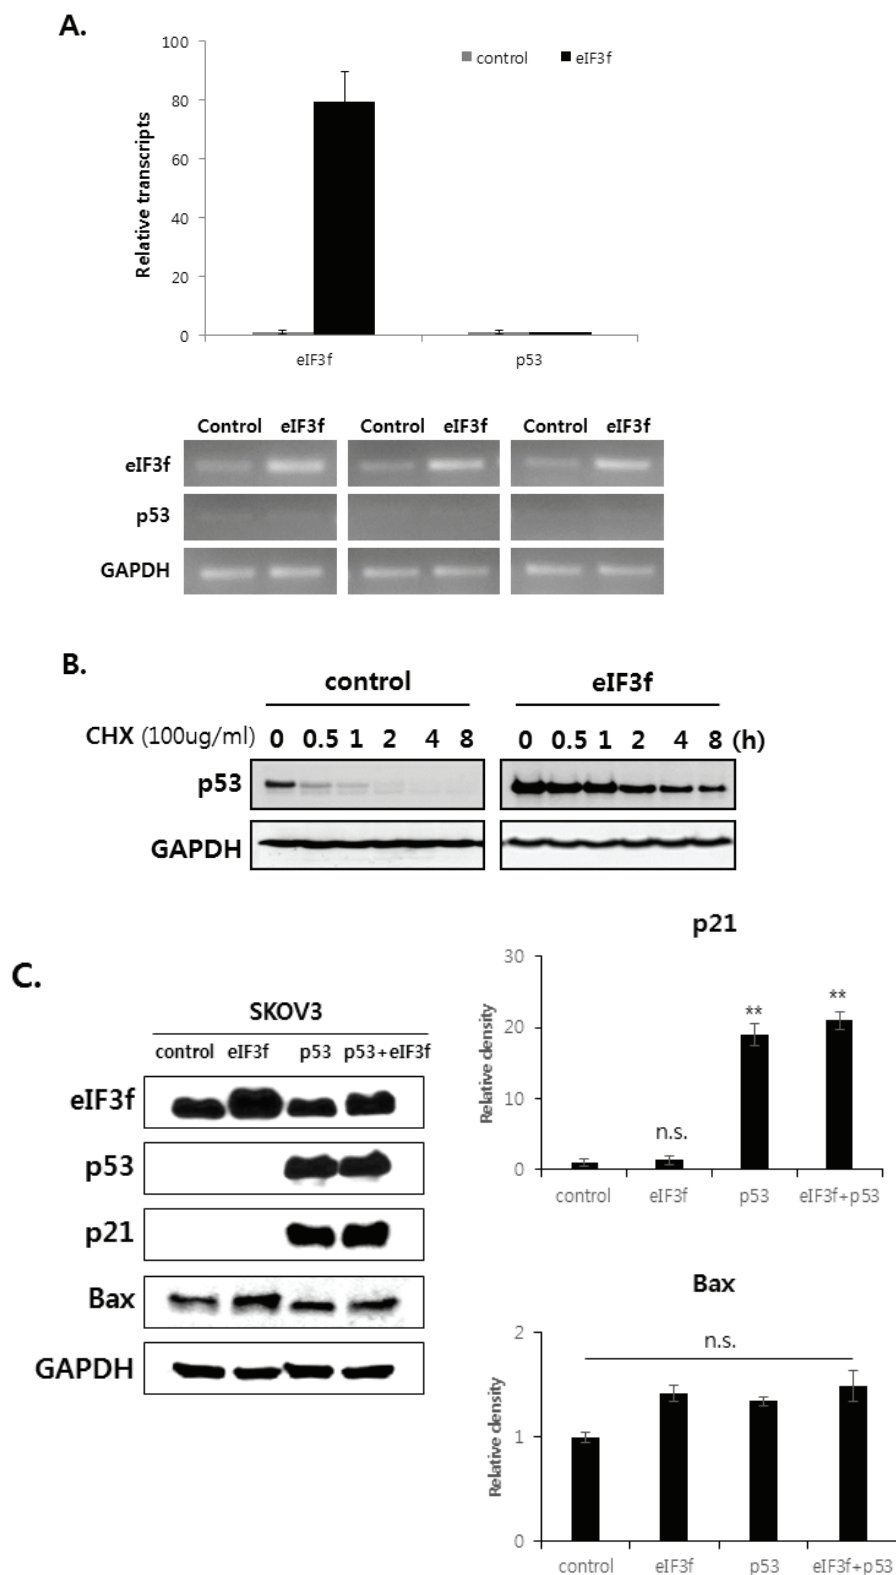 A.
100
80
60
40
20
0
Relative transcripts
control eIF3f
eIF3f p53
Control eIF3f Control eIF3f Control eIF3f
eIF3f
p53
GAPDH
B.
control eIF3f
CHX (100ug/ml) 0 0.5 1 2 4 8 0 0.5 1 2 4 8 (h)
p53
GAPDH
C.
SKOV3
control eIF3f p53 p53+eIF3f
eIF3f
p53
p21
Bax
GAPDH
p21
30
20
10
0
Relative density
n.s.
**
**
control eIF3f p53 eIF3f+p53
Bax
2
1
0
Relative density
n.s.
control eIF3f p53 eIF3f+p53